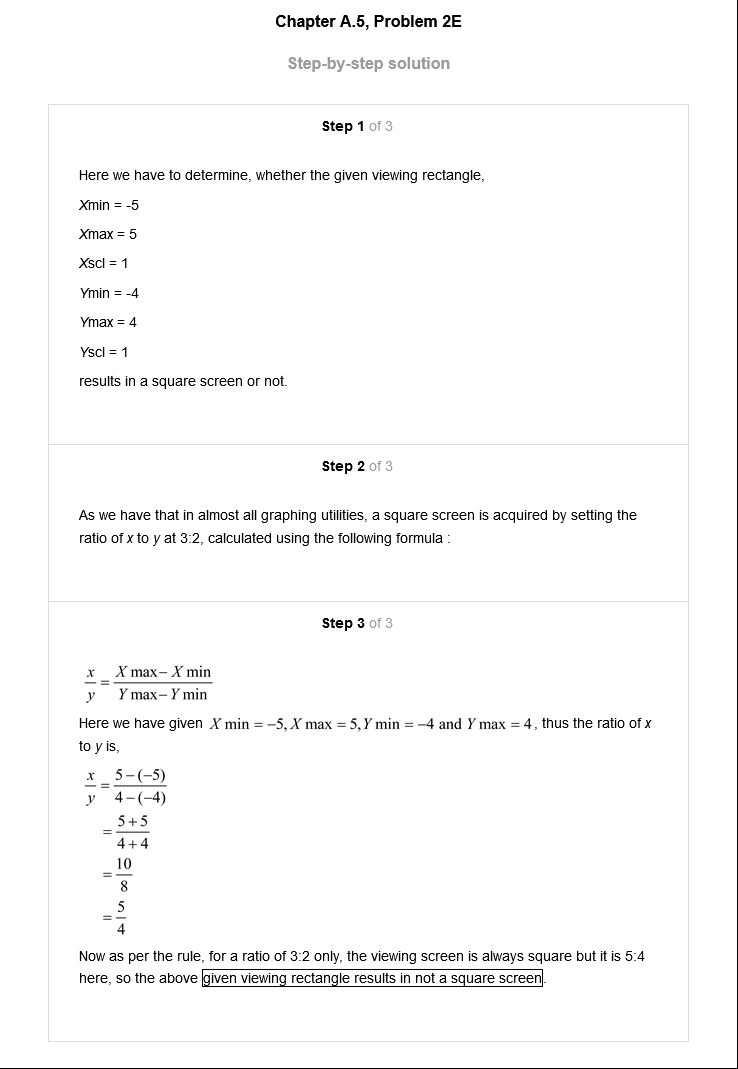 Chapter A.5, Problem 2E
Step-by-step solution
Step 1 of 3
Here we have to determine, whether the given viewing rectangle,
Xmin = -5
Xmax = 5
Xscl = 1
Ymin = -4
Ymax = 4
Yscl = 1
results in a square screen or not.
Step 2 of 3
As we have that in almost all graphing utilities, a square screen is acquired by setting the
ratio of x to y at 3:2, calculated using the following formula :
Step 3 of 3
x/y = (X max− X min)/(Y max− Y min)
Here we have given X min = −5, X max = 5, Y min = −4 and Y max = 4, thus the ratio of x
to y is,
x/y = (5−(−5))/(4−(−4))
= (5+5)/(4+4)
= 10/8
= 5/4
Now as per the rule, for a ratio of 3:2 only, the viewing screen is always square but it is 5:4
here, so the above given viewing rectangle results in not a square screen.